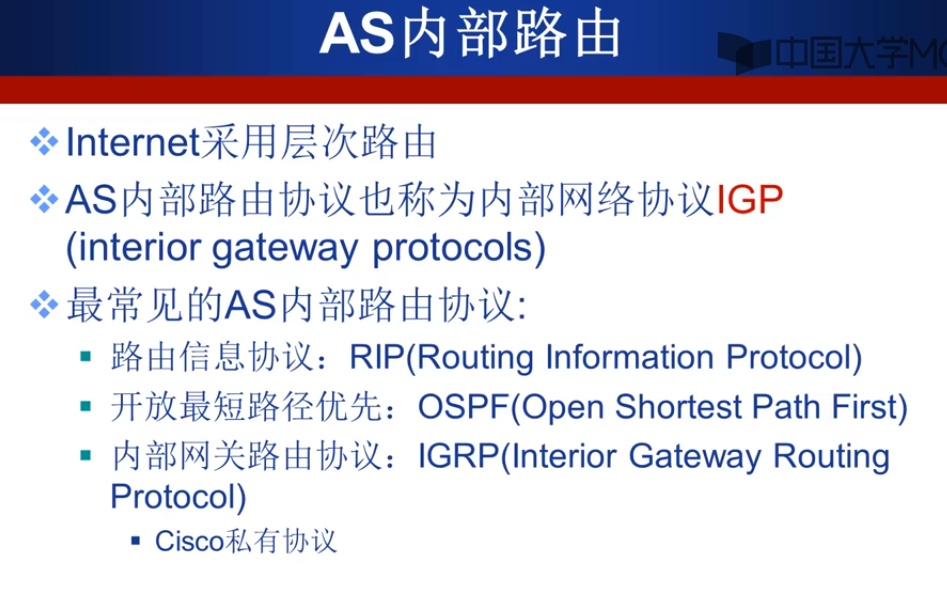 AS内部路由
中国大学MO
Internet采用层次路由
AS内部路由协议也称为内部网络协议IGP
(interior gateway protocols)
最常见的AS内部路由协议:
路由信息协议：RIP(Routing Information Protocol)
开放最短路径优先：OSPF(Open Shortest Path First)
内部网关路由协议：IGRP(Interior Gateway Routing
Protocol)
Cisco私有协议